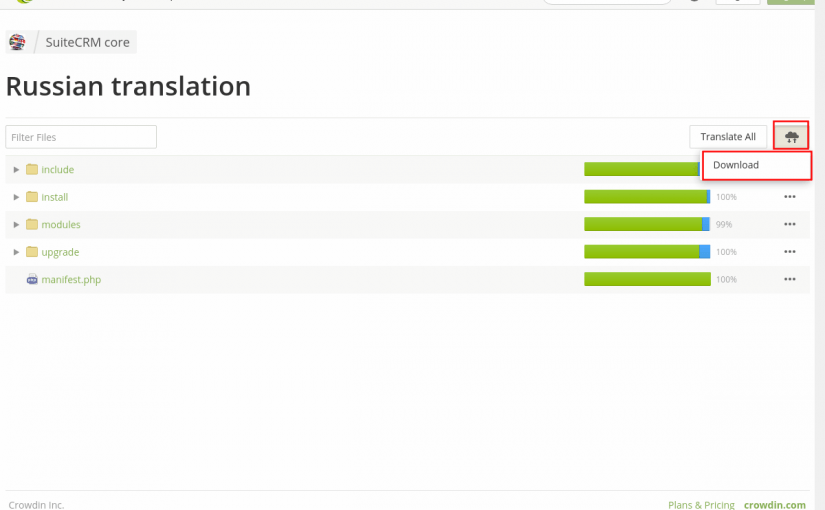 SuiteCRM core
Russian translation
Filter Files
Translate All
Download
include
install 100%
modules 99%
upgrade 100%
manifest.php 100%
Crowdin Inc. Plans & Pricing crowdin.com